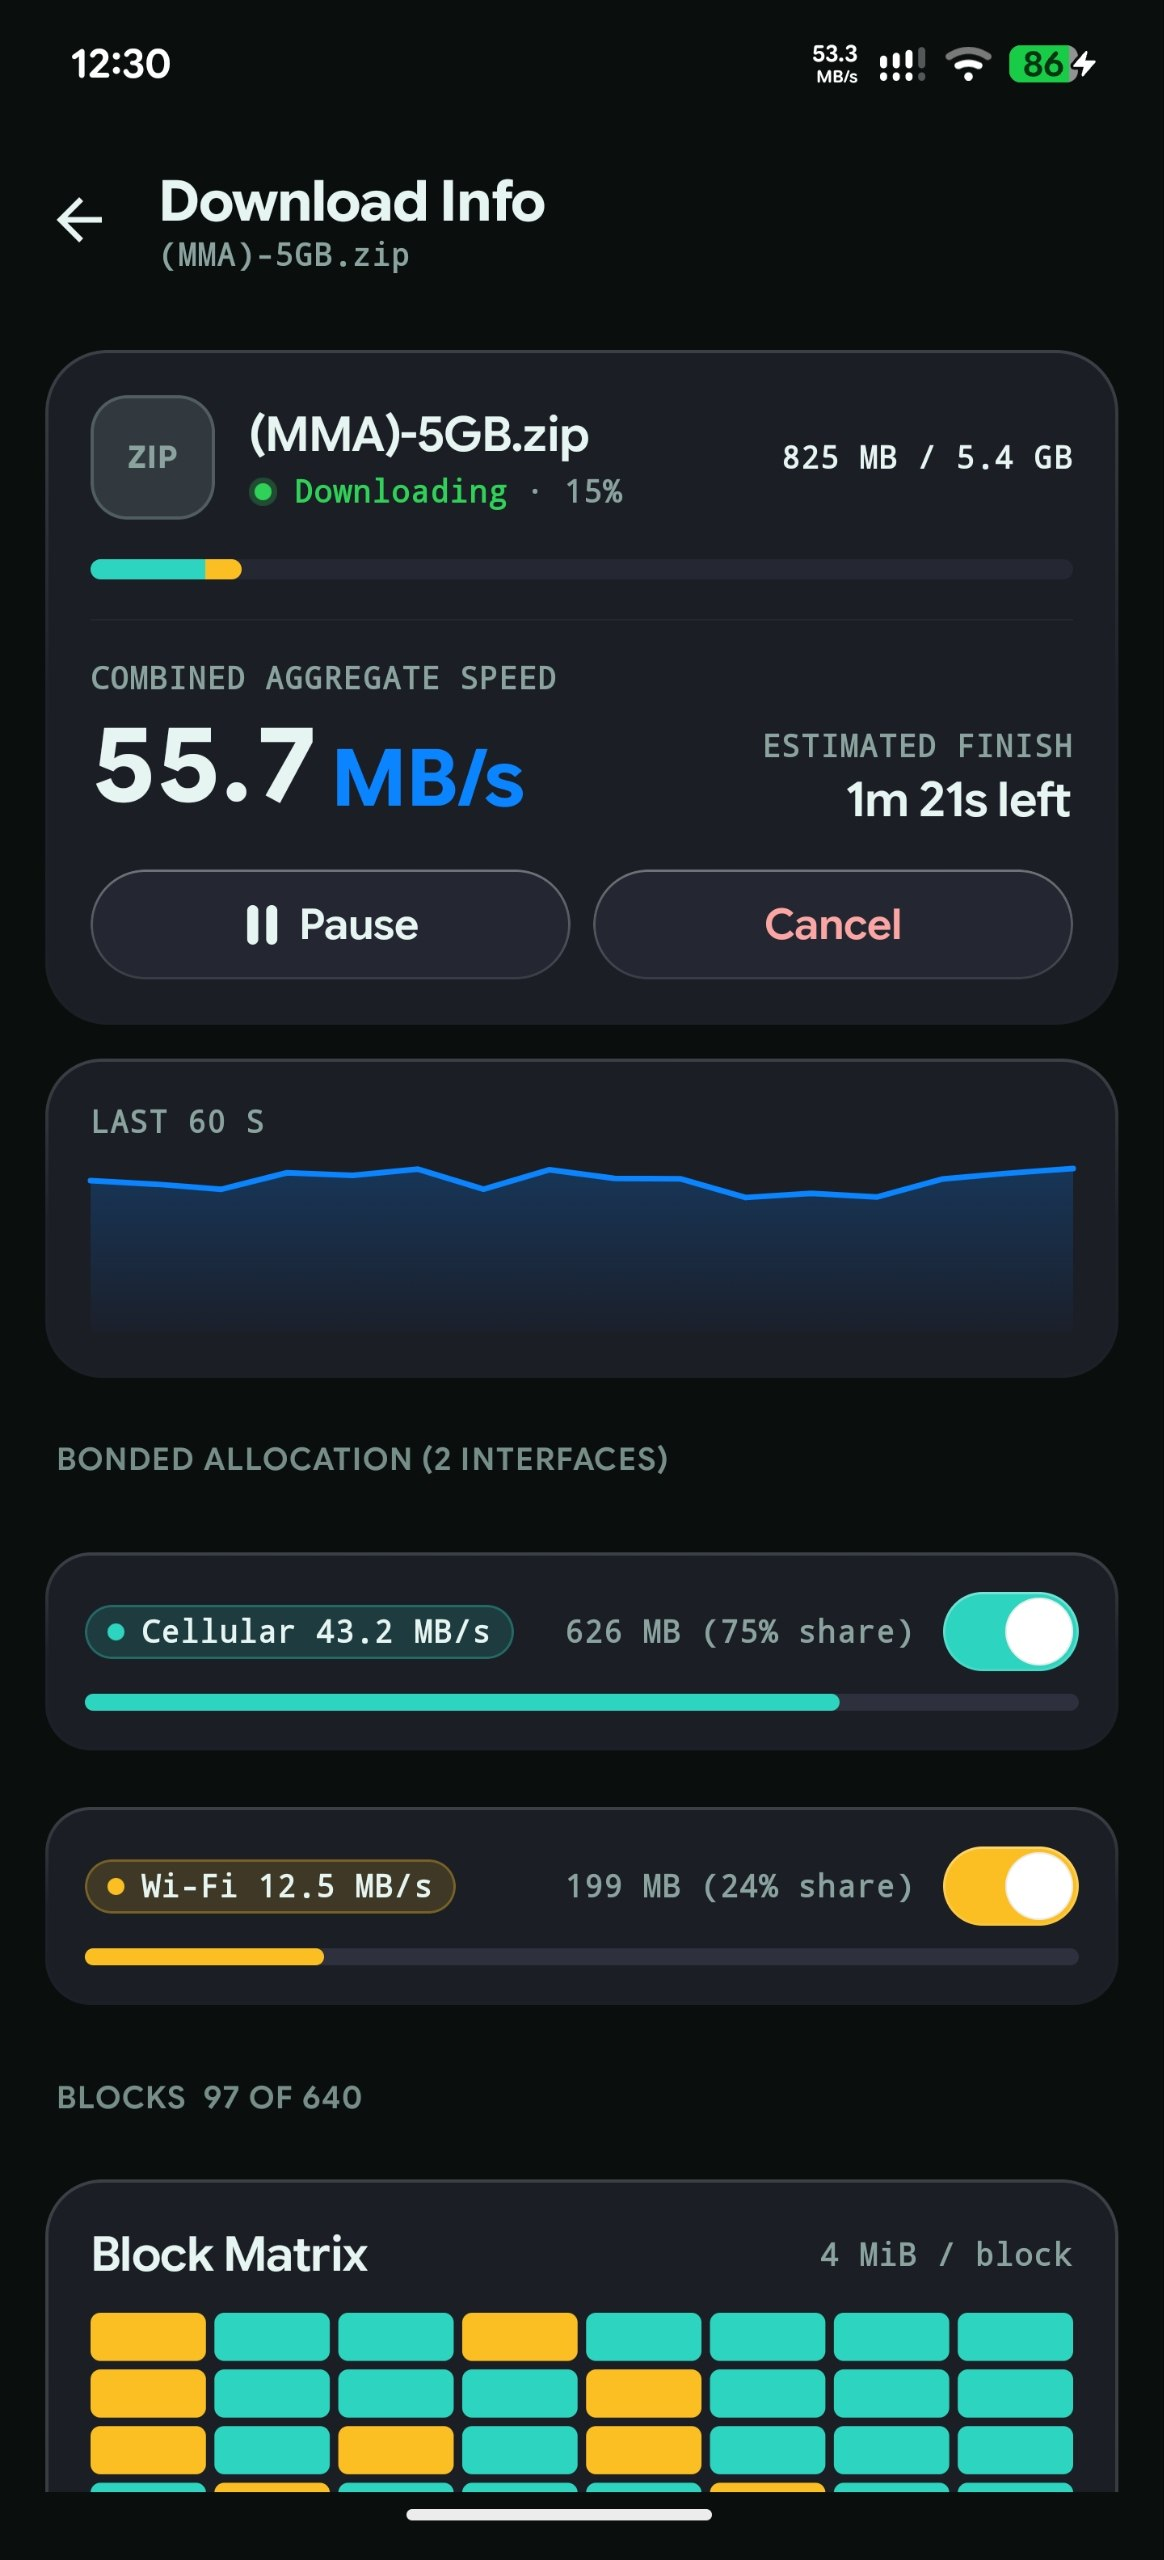 12:30
53.3 MB/s
86
Download Info
(MMA)-5GB.zip
ZIP
(MMA)-5GB.zip
825 MB / 5.4 GB
Downloading · 15%
COMBINED AGGREGATE SPEED
55.7 MB/s
ESTIMATED FINISH
1m 21s left
Pause
Cancel
LAST 60 S
BONDED ALLOCATION (2 INTERFACES)
Cellular 43.2 MB/s
626 MB (75% share)
Wi-Fi 12.5 MB/s
199 MB (24% share)
BLOCKS 97 OF 640
Block Matrix
4 MiB / block